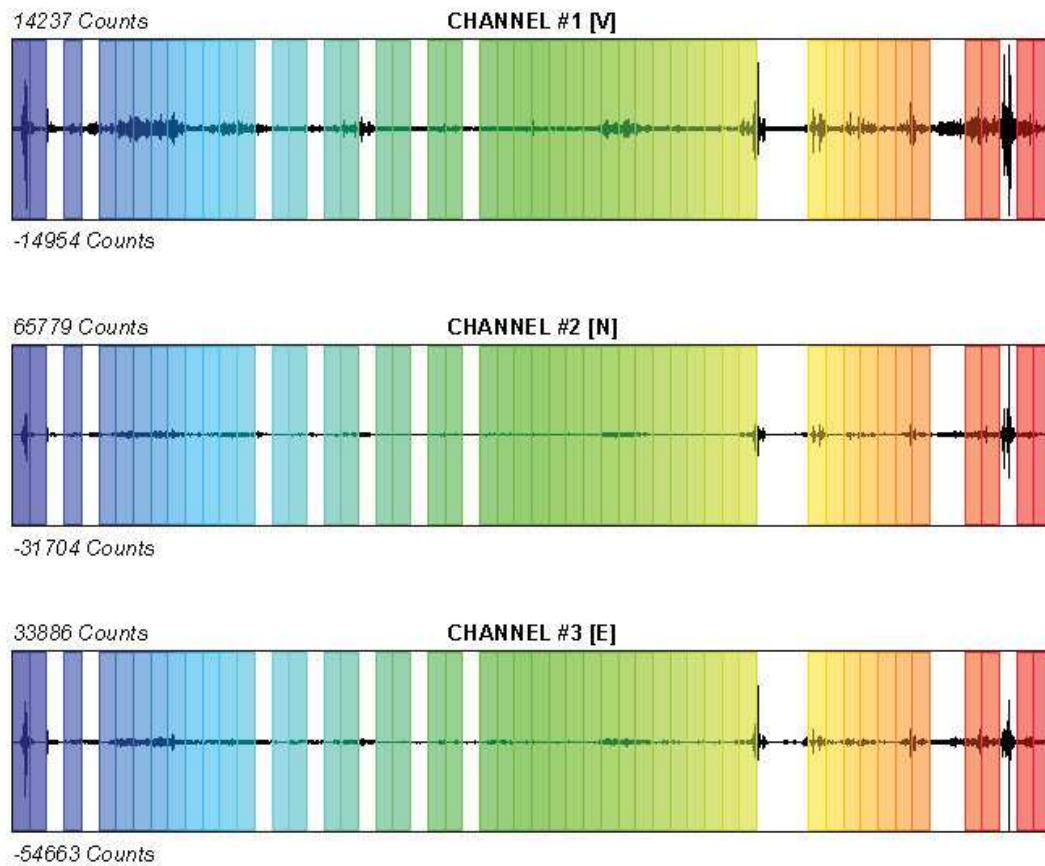 14237 Counts
CHANNEL #1 [V]
-14954 Counts
65779 Counts
CHANNEL #2 [N]
-31704 Counts
33886 Counts
CHANNEL #3 [E]
-54663 Counts